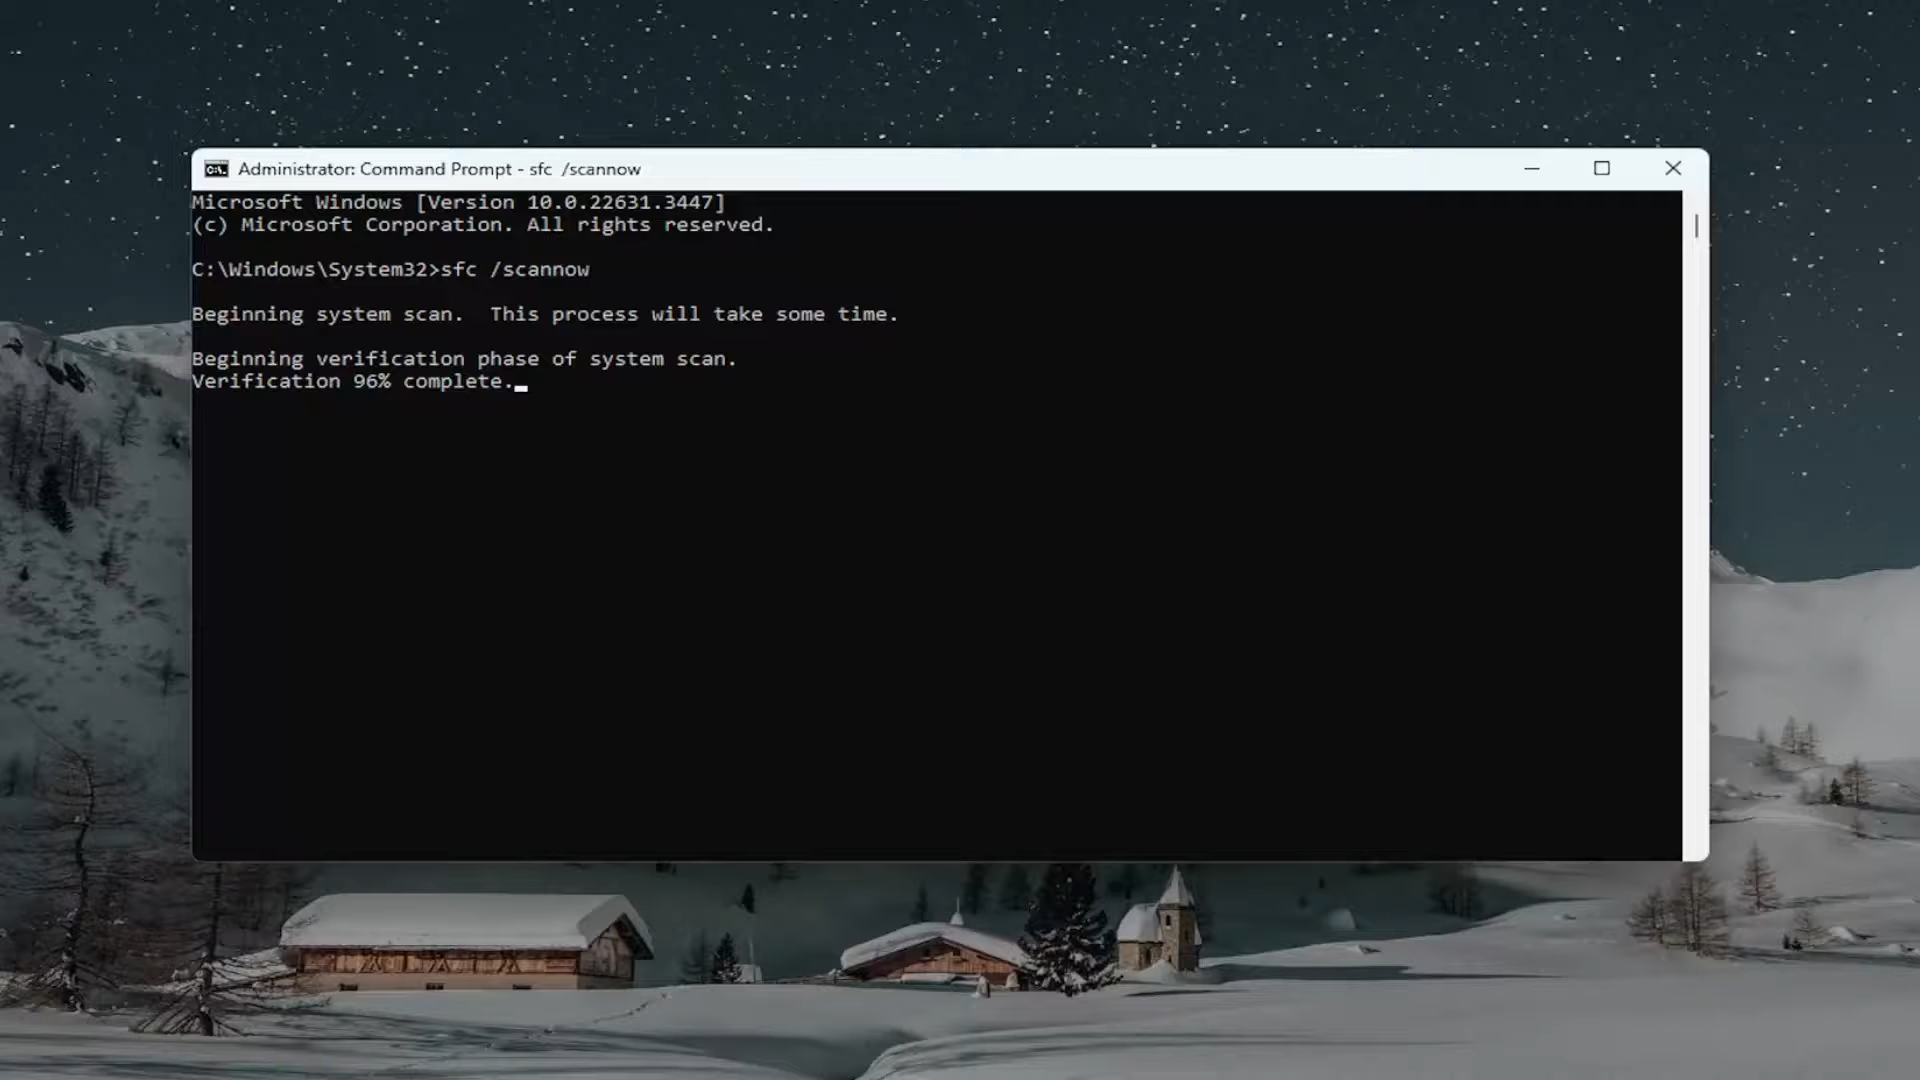 Administrator: Command Prompt - sfc  /scannow
Microsoft Windows [Version 10.0.22631.3447]
(c) Microsoft Corporation. All rights reserved.
C:\Windows\System32>sfc /scannow
Beginning system scan.  This process will take some time.
Beginning verification phase of system scan.
Verification 96% complete.